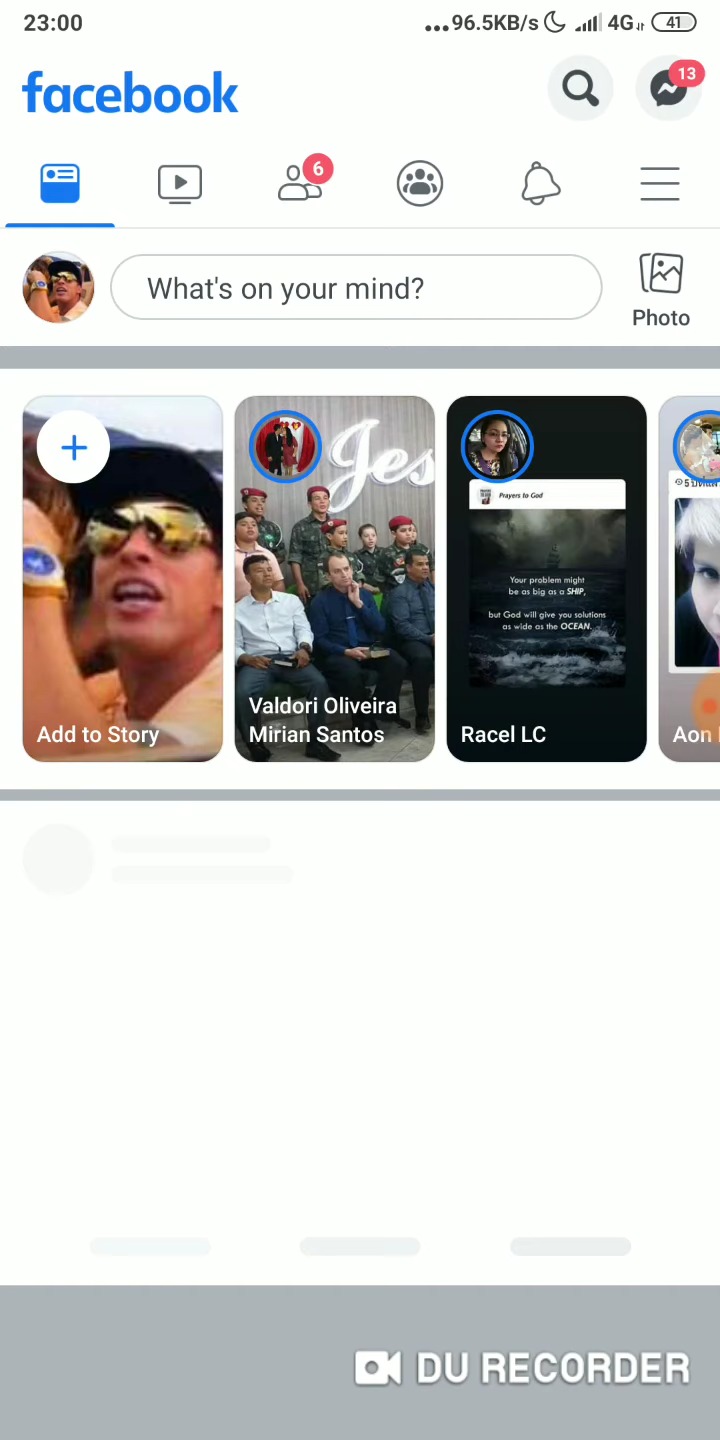 23:00
...96.5KB/s 4G 41
facebook
13
6
What's on your mind?
Photo
Jes
Prayers to God
Your problem might
be as big as a SHIP,
but God will give you solutions
as wide as the OCEAN.
Add to Story
Valdori Oliveira
Mirian Santos
Racel LC
Aon
DU RECORDER